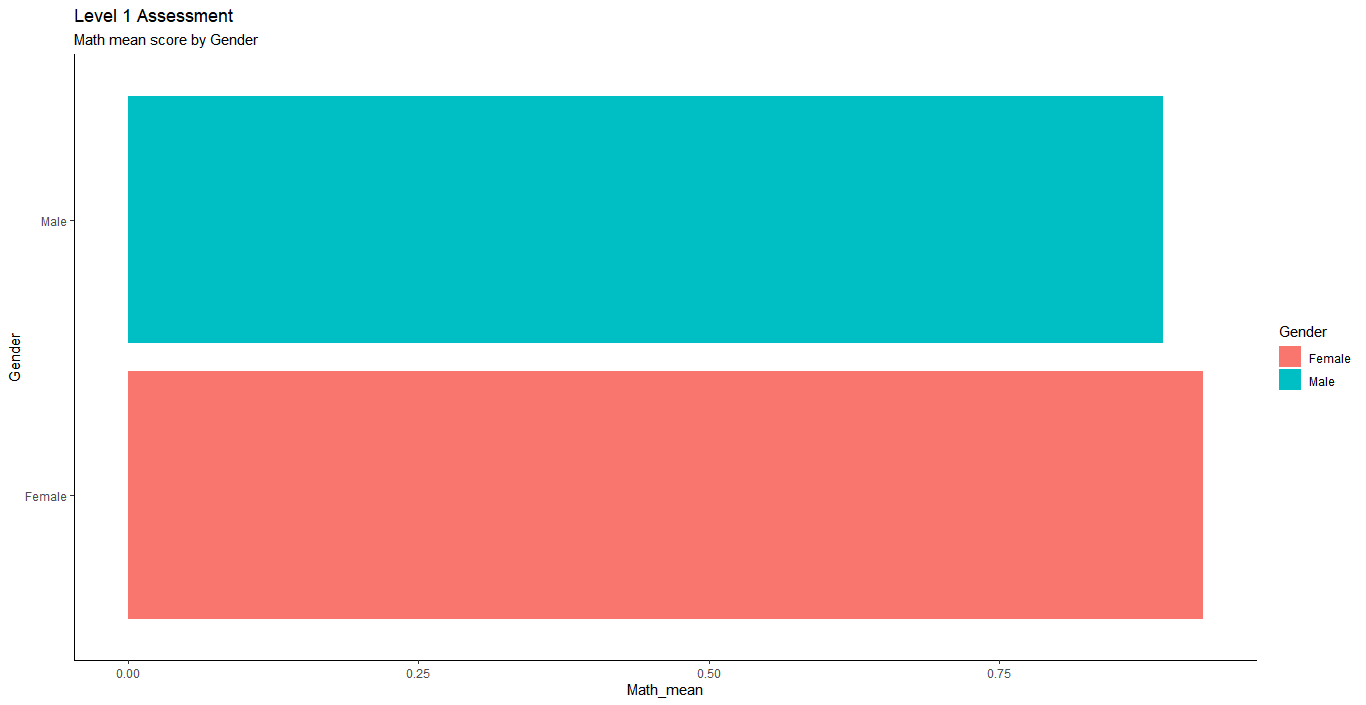 Level 1 Assessment
Math mean score by Gender
Male
Female
Gender
0.00
0.25
0.50
0.75
Math_mean
Gender
Female
Male